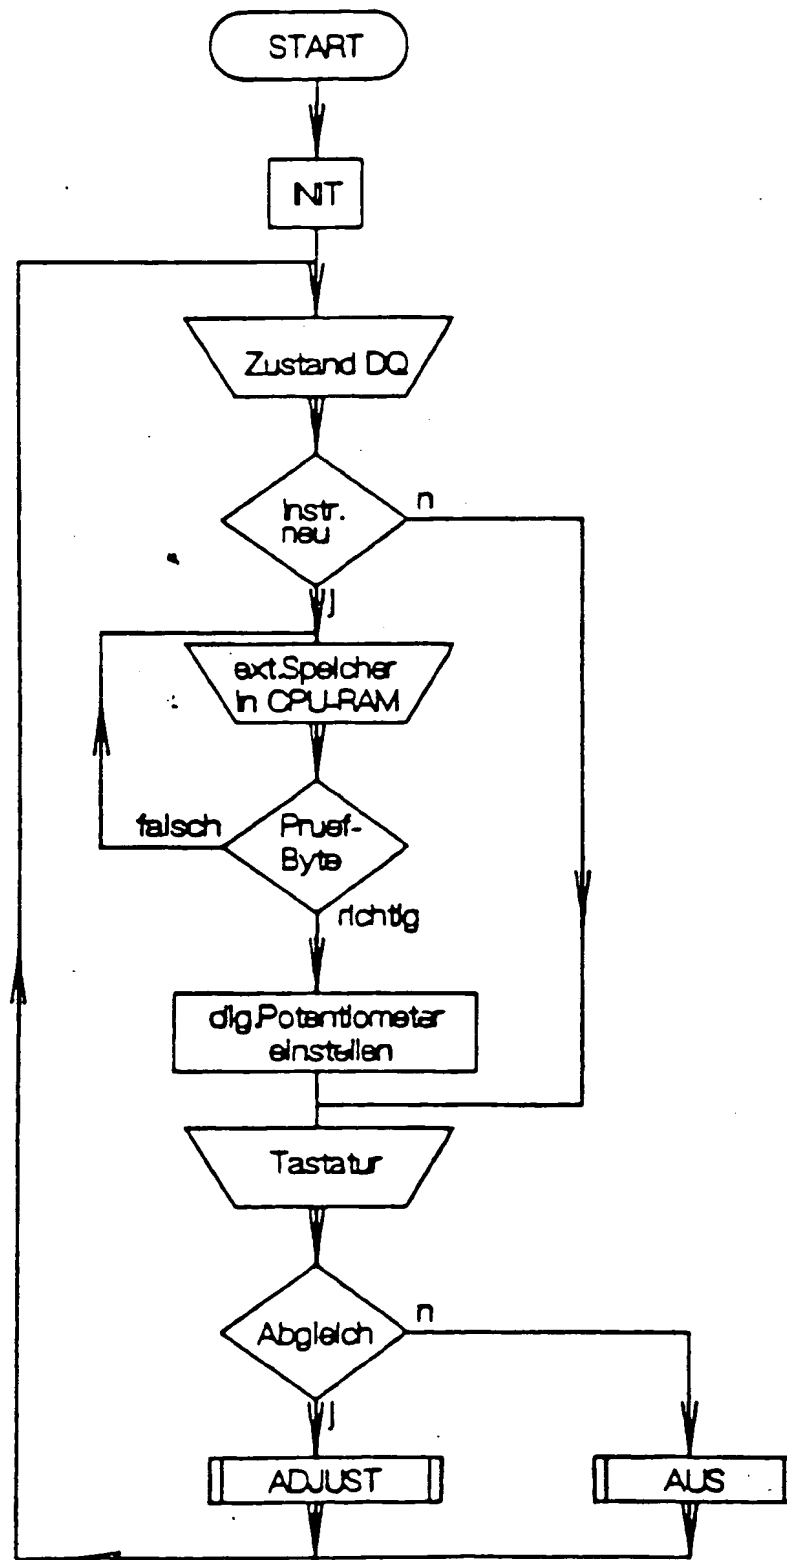 START
INIT
Zustand DQ
Instr.
neu
n
j
ext.Speicher
in CPU-RAM
falsch
Pruef-
Byte
richtig
dig.Potentiometer
einstellen
Tastatur
Abgleich
n
j
ADJUST
AUS